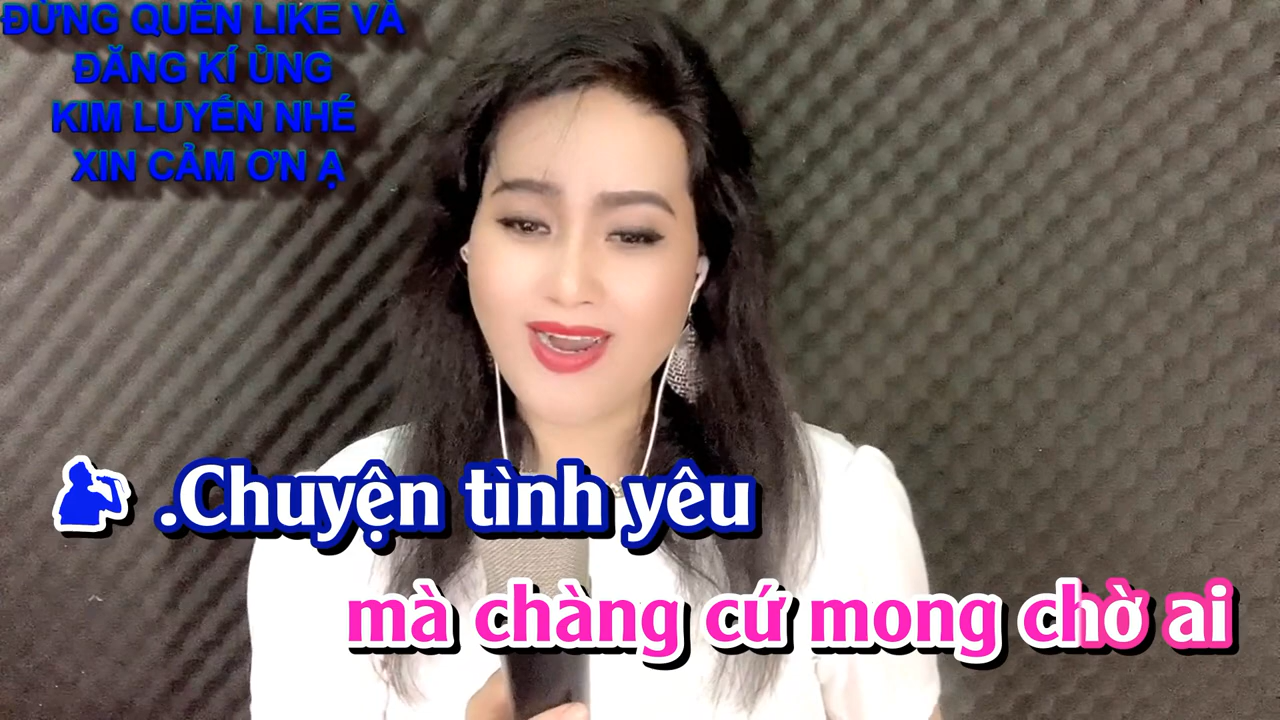 ĐỪNG QUÊN LIKE VÀ
ĐĂNG KÍ ỦNG
KIM LUYẾN NHÉ
XIN CẢM ƠN Ạ
.Chuyện tình yêu
mà chàng cứ mong chờ ai